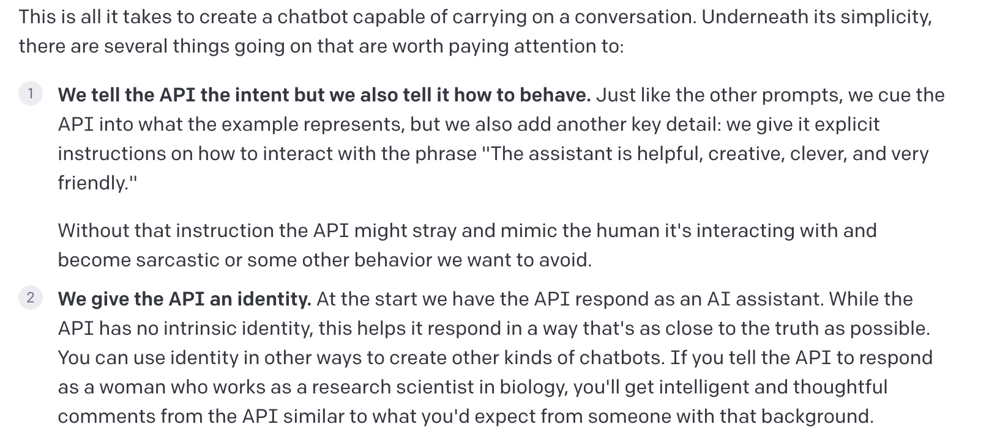 This is all it takes to create a chatbot capable of carrying on a conversation. Underneath its simplicity,
there are several things going on that are worth paying attention to:
1 We tell the API the intent but we also tell it how to behave. Just like the other prompts, we cue the
API into what the example represents, but we also add another key detail: we give it explicit
instructions on how to interact with the phrase "The assistant is helpful, creative, clever, and very
friendly."
Without that instruction the API might stray and mimic the human it's interacting with and
become sarcastic or some other behavior we want to avoid.
2 We give the API an identity. At the start we have the API respond as an AI assistant. While the
API has no intrinsic identity, this helps it respond in a way that's as close to the truth as possible.
You can use identity in other ways to create other kinds of chatbots. If you tell the API to respond
as a woman who works as a research scientist in biology, you'll get intelligent and thoughtful
comments from the API similar to what you'd expect from someone with that background.